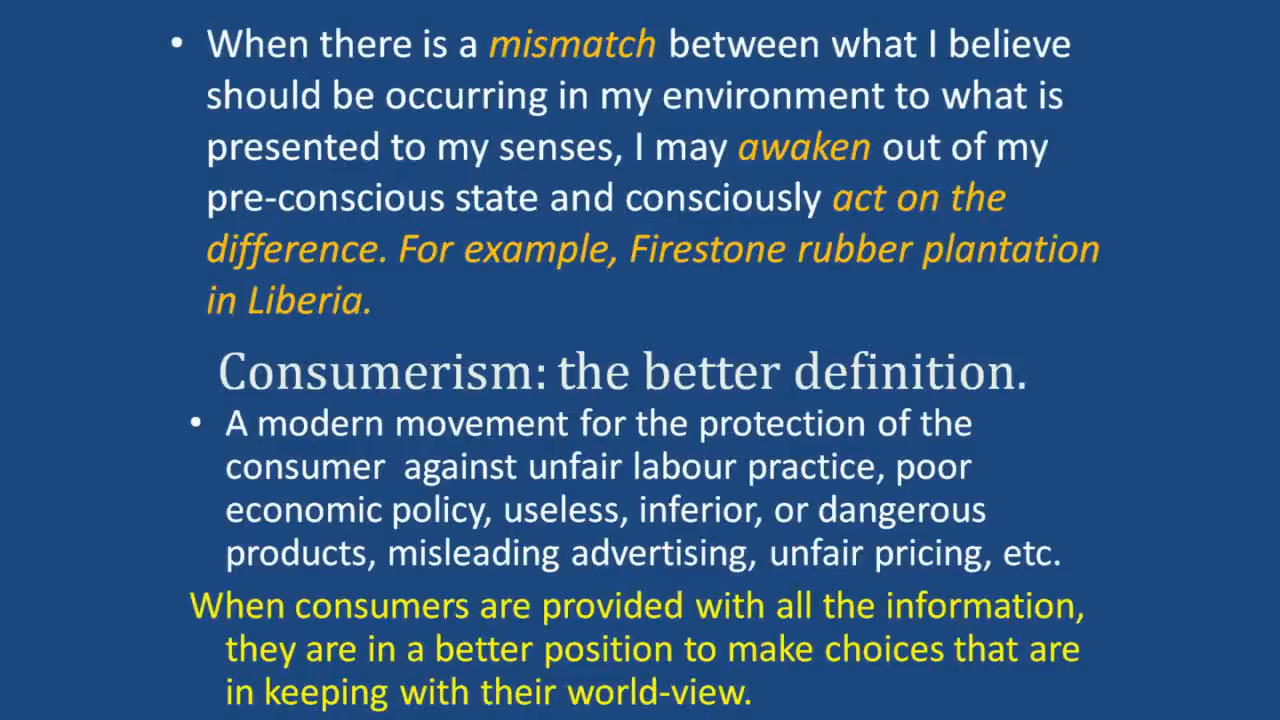 • When there is a mismatch between what I believe
should be occurring in my environment to what is
presented to my senses, I may awaken out of my
pre-conscious state and consciously act on the
difference. For example, Firestone rubber plantation
in Liberia.
Consumerism: the better definition.
• A modern movement for the protection of the
consumer  against unfair labour practice, poor
economic policy, useless, inferior, or dangerous
products, misleading advertising, unfair pricing, etc.
When consumers are provided with all the information,
they are in a better position to make choices that are
in keeping with their world-view.